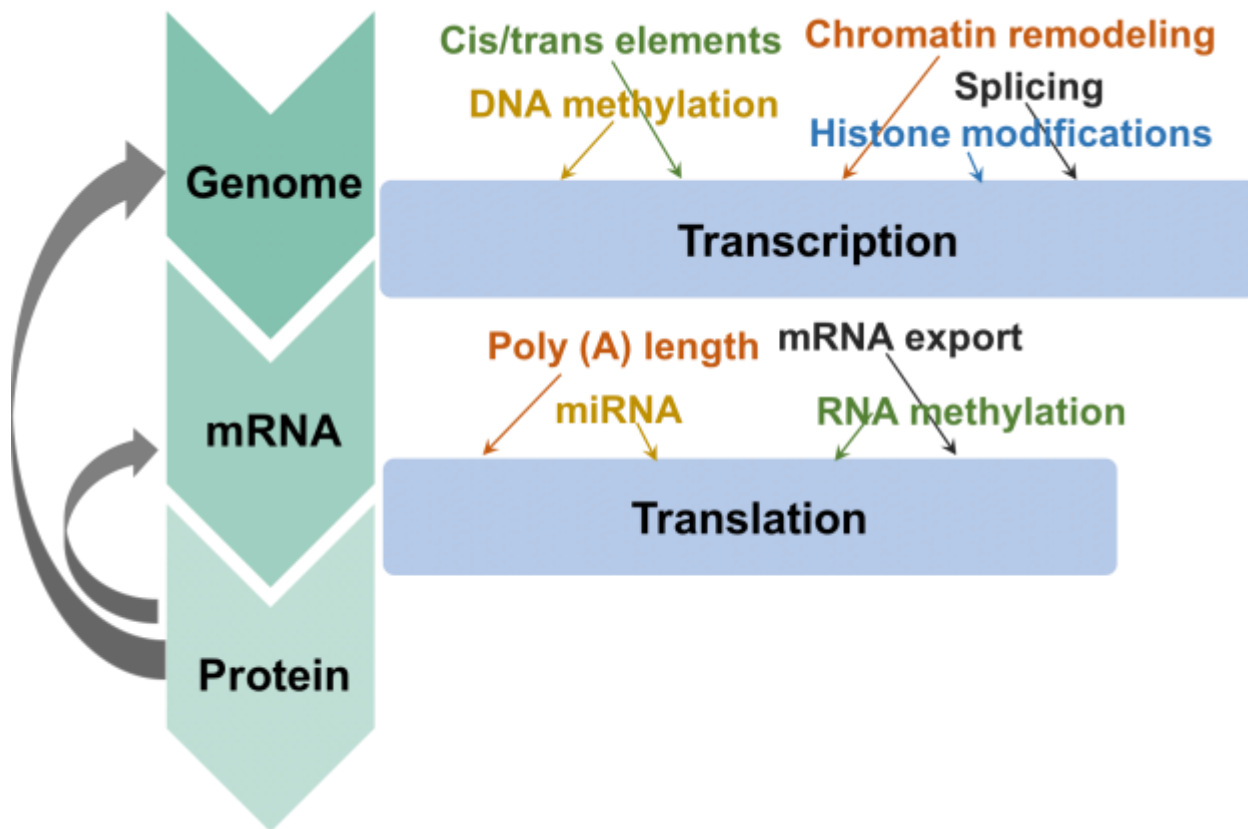 Cis/trans elements
Chromatin remodeling
Splicing
DNA methylation
Histone modifications
Genome
Transcription
Poly (A) length
mRNA export
miRNA
RNA methylation
mRNA
Translation
Protein